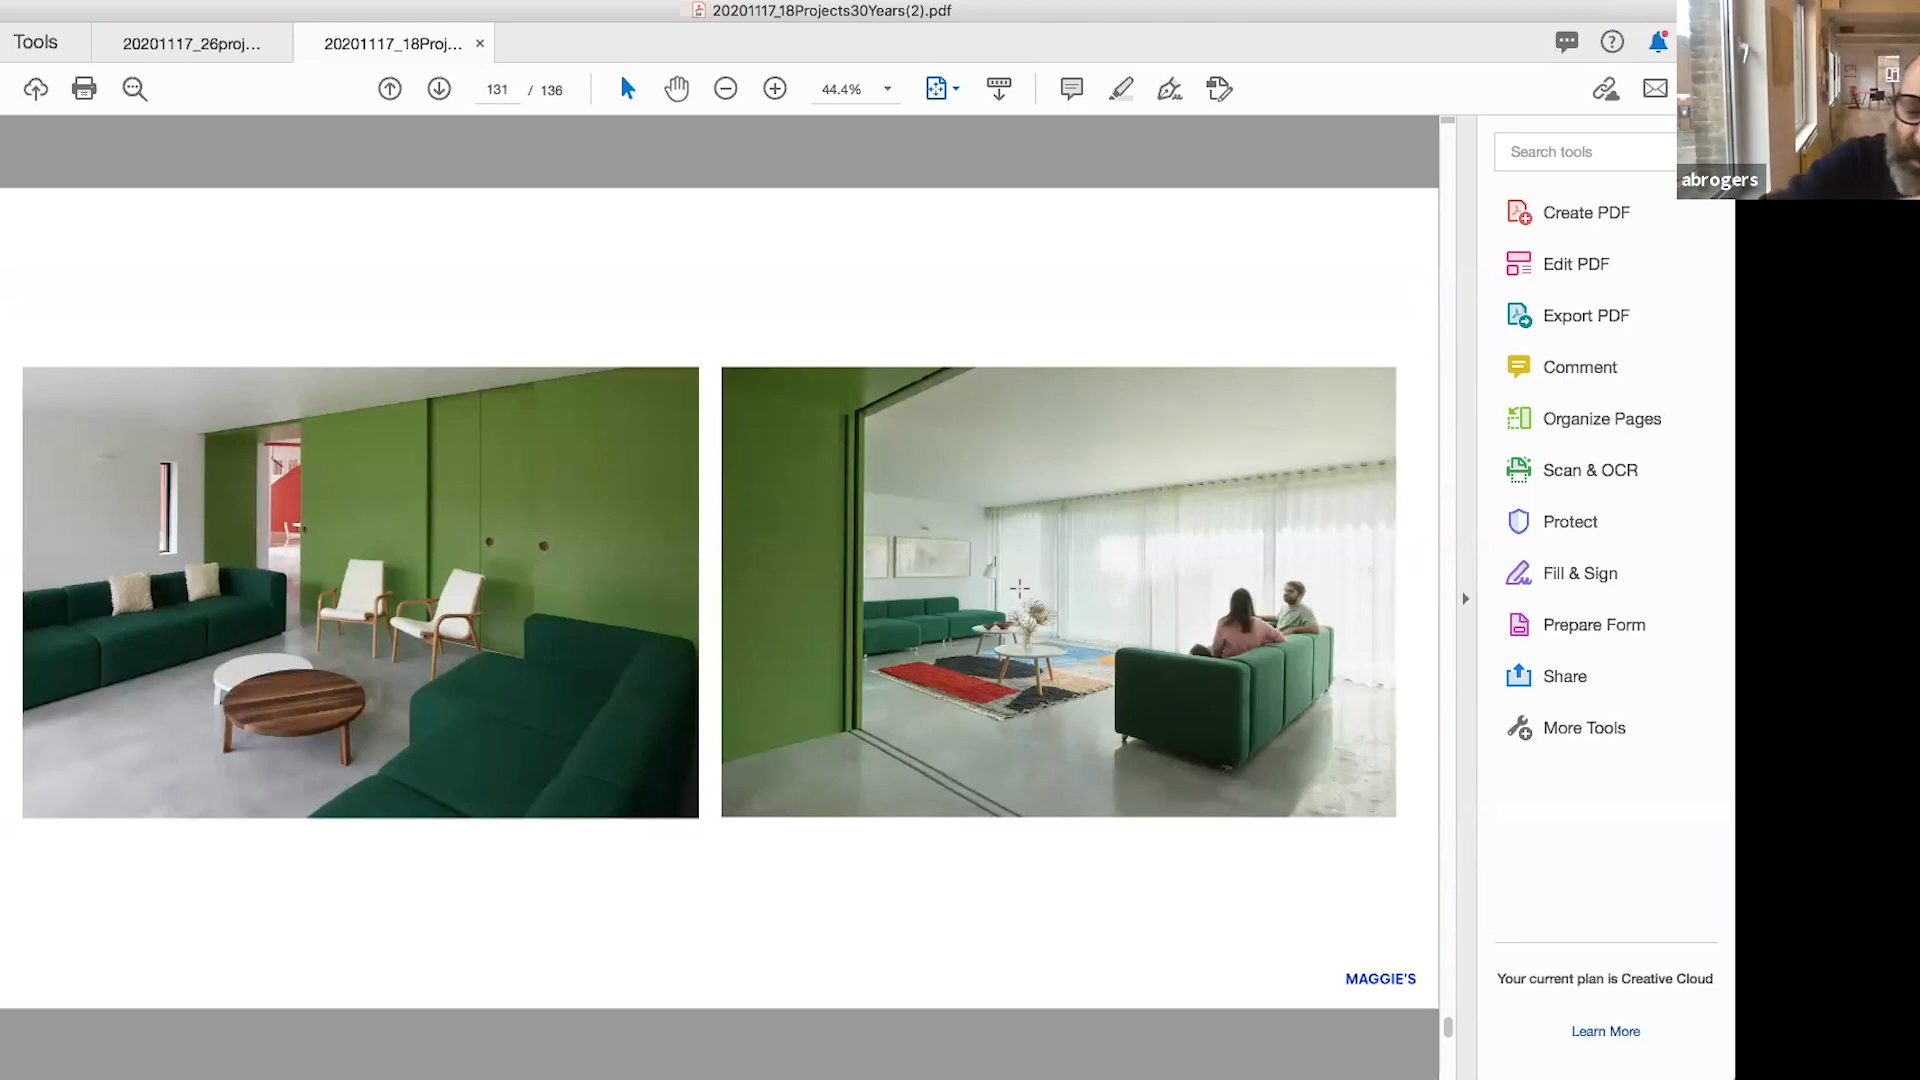 20201117_18Projects30Years(2).pdf
Tools
20201117_26proj...
20201117_18Proj...
131 / 136
44.4%
Search tools
abrogers
Create PDF
Edit PDF
Export PDF
Comment
Organize Pages
Scan & OCR
Protect
Fill & Sign
Prepare Form
Share
More Tools
MAGGIE'S
Your current plan is Creative Cloud
Learn More